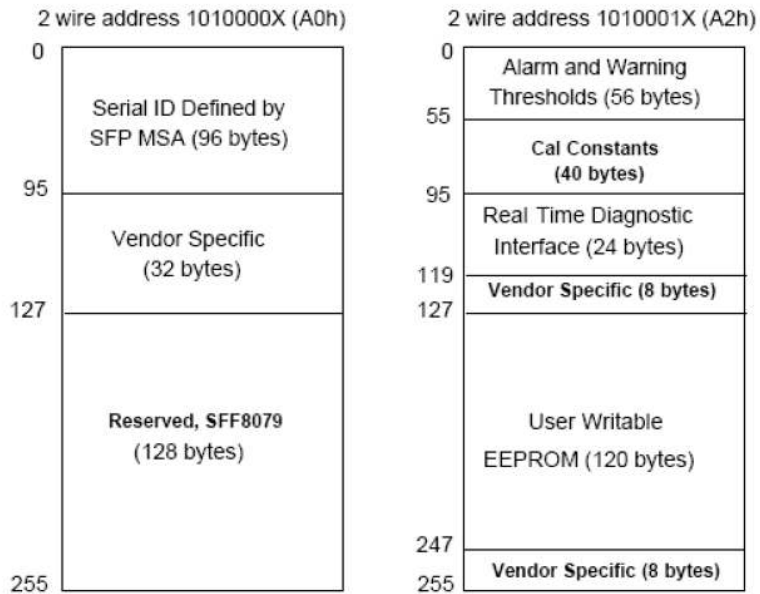 2 wire address 1010000X (A0h)
0
Serial ID Defined by
SFP MSA (96 bytes)
95
Vendor Specific
(32 bytes)
127
Reserved, SFF8079
(128 bytes)
255
2 wire address 1010001X (A2h)
0
Alarm and Warning
Thresholds (56 bytes)
55
Cal Constants
(40 bytes)
95
Real Time Diagnostic
Interface (24 bytes)
119
Vendor Specific (8 bytes)
127
User Writable
EEPROM (120 bytes)
247
Vendor Specific (8 bytes)
255